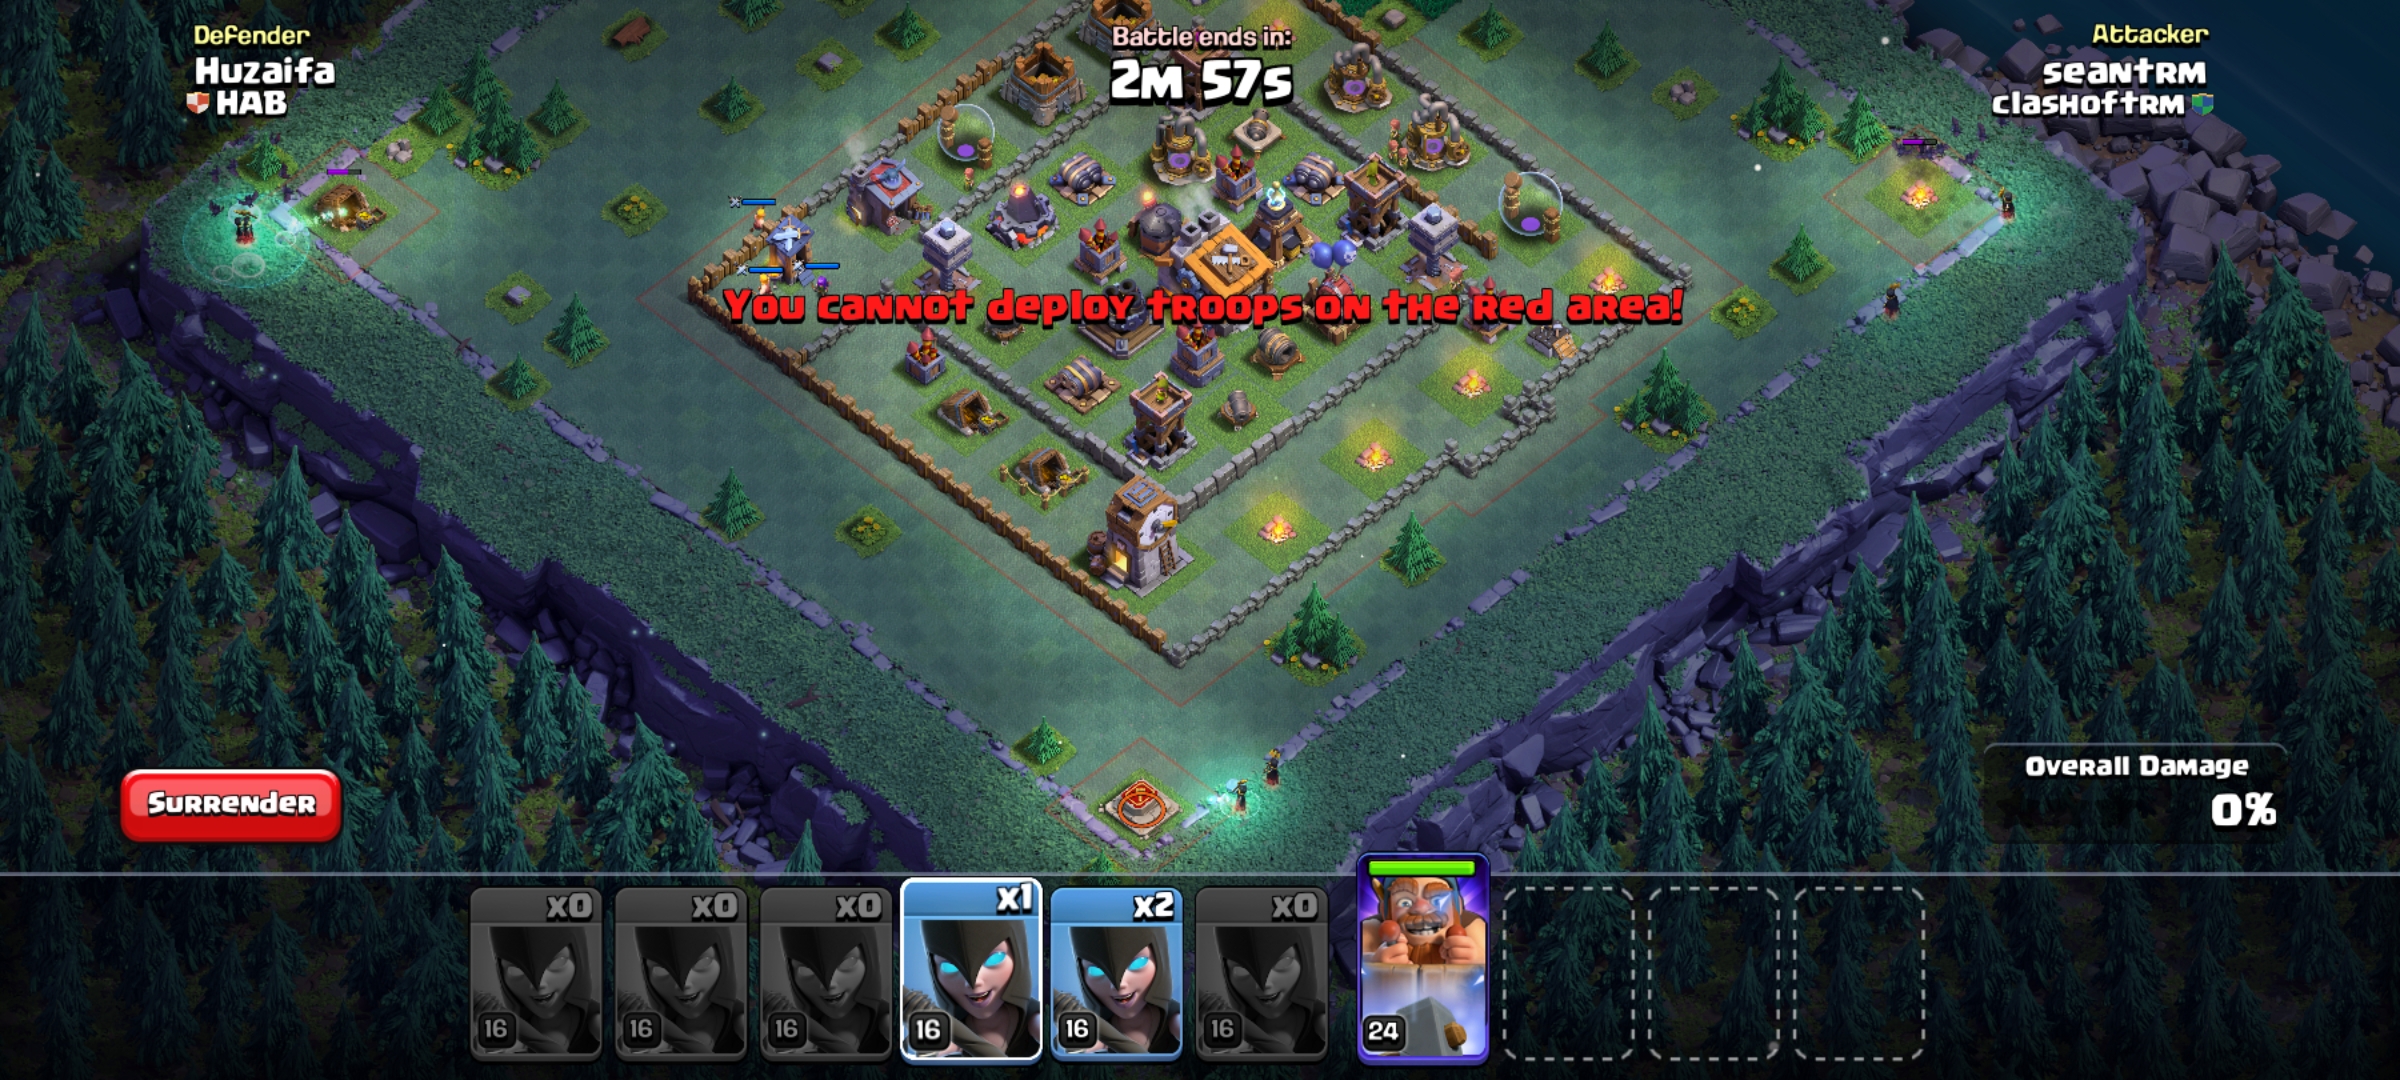 Defender
Huzaifa
HAB
Battle ends in:
2M 57s
Attacker
seantRM
clashoftRM
You cannot deploy troops on the red area!
Surrender
Overall Damage
0%
x0
x0
x0
x1
x2
x0
16
16
16
16
16
16
24